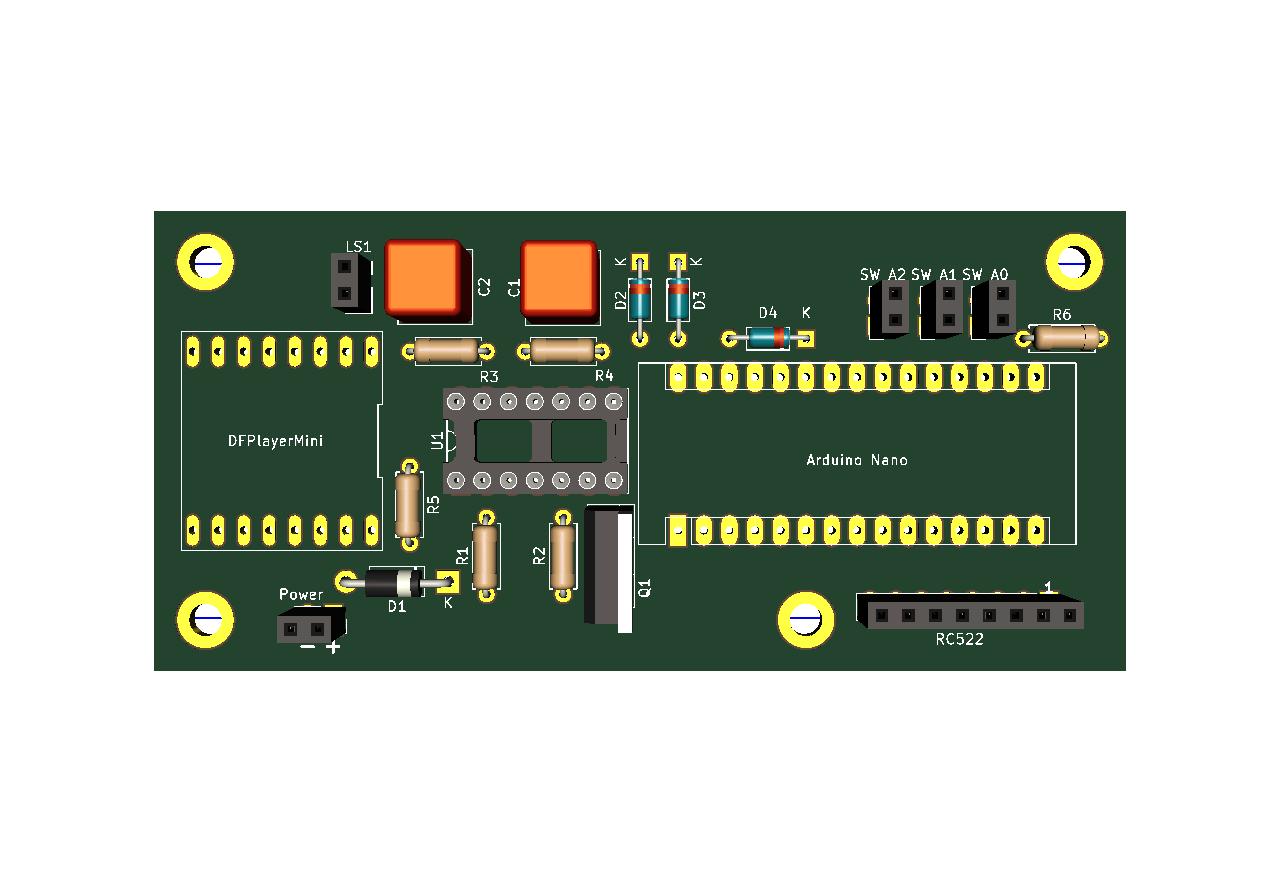 LS1
C2
C1
K
K
D2
D3
D4
K
SW A2
SW A1
SW A0
R6
R3
R4
DFPlayerMini
U1
Arduino Nano
R5
R1
R2
Q1
D1
K
Power
- +
1
RC522